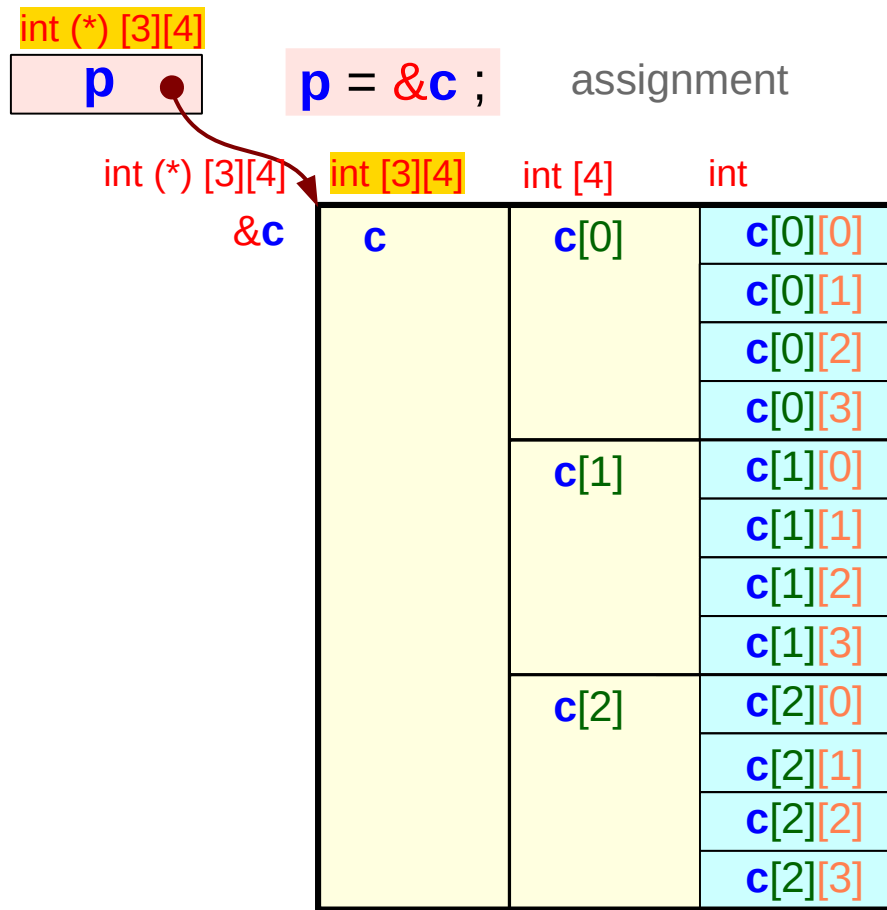 int (*) [3][4]
p
p = &c ;
assignment
int (*) [3][4]
int [3][4]
int [4]
int
&c
c
c[0]
c[0][0]
c[0][1]
c[0][2]
c[0][3]
c[1]
c[1][0]
c[1][1]
c[1][2]
c[1][3]
c[2]
c[2][0]
c[2][1]
c[2][2]
c[2][3]